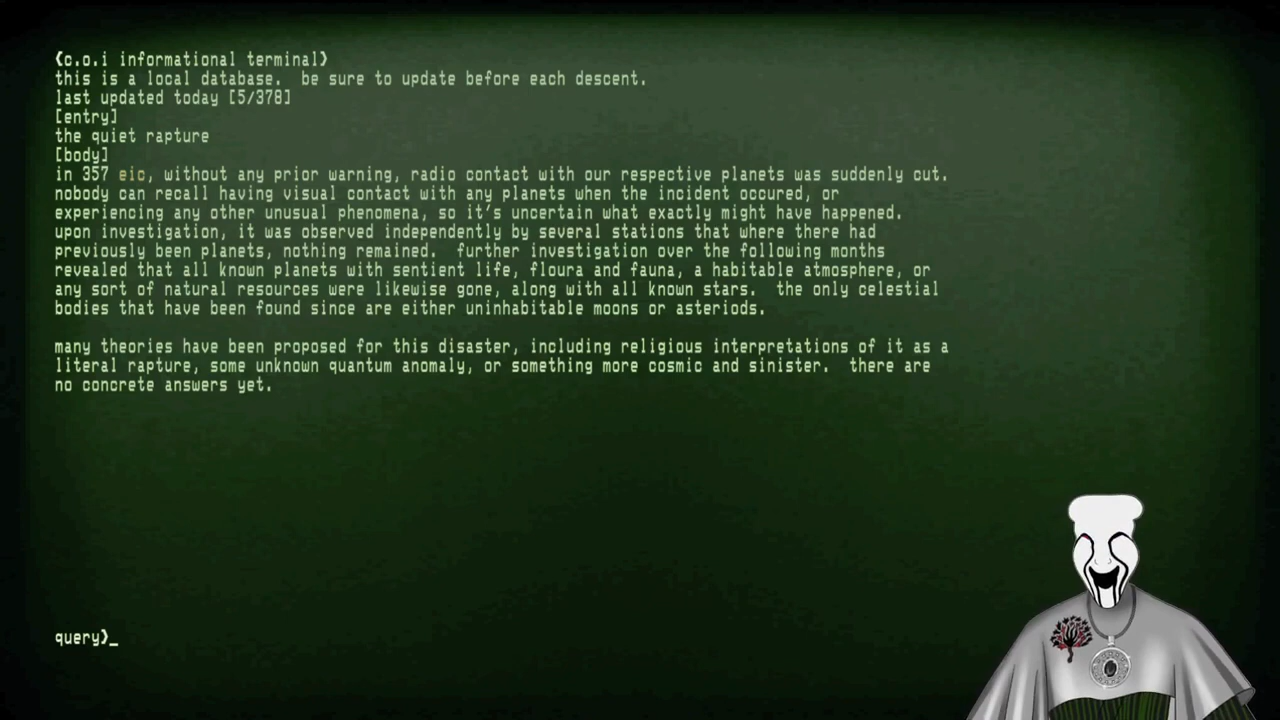 (c.o.i informational terminal)
this is a local database.  be sure to update before each descent.
last updated today [5/378]
[entry]
the quiet rapture
[body]
in 357 eic, without any prior warning, radio contact with our respective planets was suddenly cut.
nobody can recall having visual contact with any planets when the incident occured, or
experiencing any other unusual phenomena, so it's uncertain what exactly might have happened.
upon investigation, it was observed independently by several stations that where there had
previously been planets, nothing remained.  further investigation over the following months
revealed that all known planets with sentient life, floura and fauna, a habitable atmosphere, or
any sort of natural resources were likewise gone, along with all known stars.  the only celestial
bodies that have been found since are either uninhabitable moons or asteriods.
many theories have been proposed for this disaster, including religious interpretations of it as a
literal rapture, some unknown quantum anomaly, or something more cosmic and sinister.  there are
no concrete answers yet.
query)_